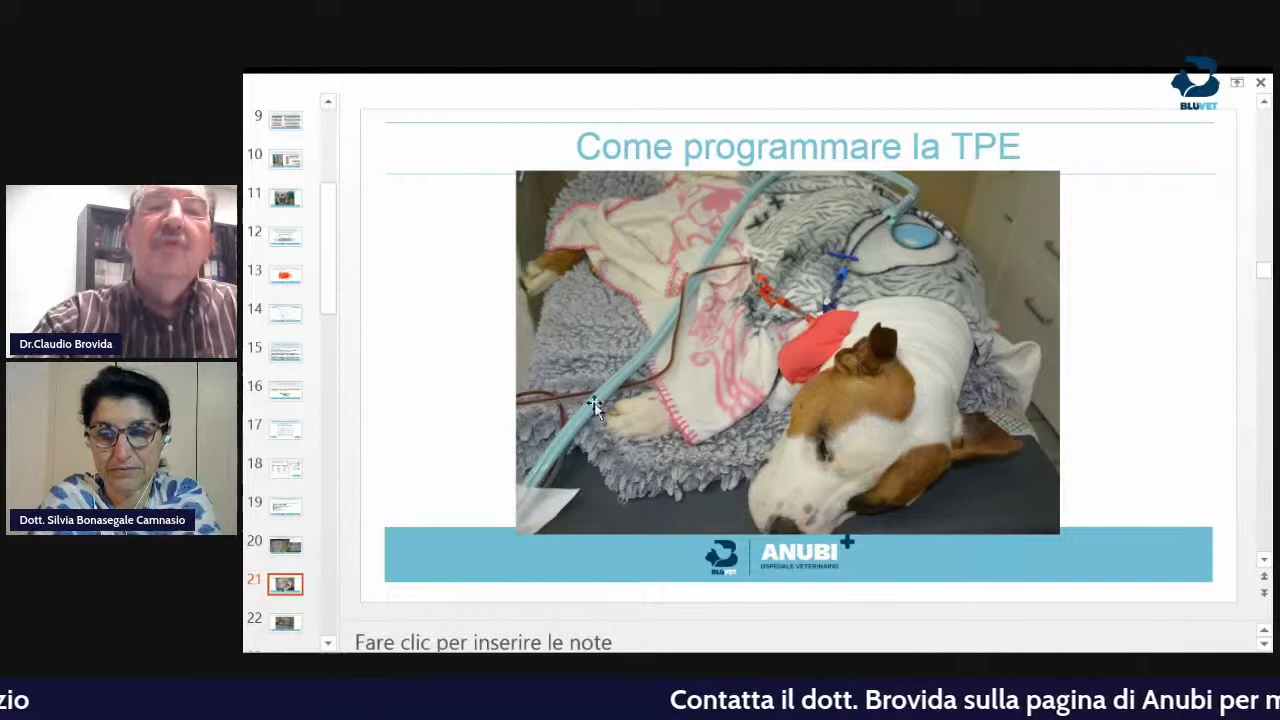 BLUVET
9
10
11
12
13
14
15
16
17
18
19
20
21
22
Come programmare la TPE
BLUVET
ANUBI
OSPEDALE VETERINARIO
Fare clic per inserire le note
Dr.Claudio Brovida
Dott. Silvia Bonasegale Camnasio
zio
Contatta il dott. Brovida sulla pagina di Anubi per m